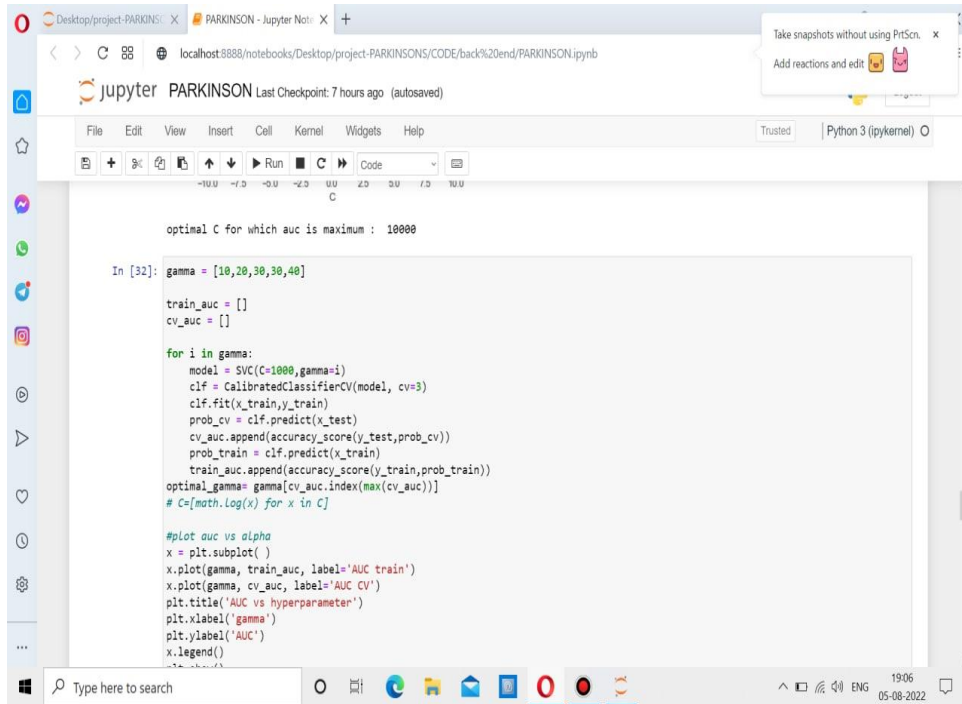 Desktop/project-PARKINSO X PARKINSON - Jupyter Note X +
localhost:8888/notebooks/Desktop/project-PARKINSONS/CODE/back%20end/PARKINSON.ipynb
Take snapshots without using PrtScn. x
Add reactions and edit
jupyter PARKINSON Last Checkpoint: 7 hours ago (autosaved)
File Edit View Insert Cell Kernel Widgets Help
Trusted Python 3 (ipykernel) O
Run Code
-10.0 -7.5 -5.0 -2.5 0.0 2.5 5.0 7.5 10.0
C
optimal C for which auc is maximum : 10000
In [32]: gamma = [10,20,30,30,40]
train_auc = []
cv_auc = []
for i in gamma:
model = SVC(C=1000,gamma=i)
clf = CalibratedClassifierCV(model, cv=3)
clf.fit(x_train,y_train)
prob_cv = clf.predict(x_test)
cv_auc.append(accuracy_score(y_test,prob_cv))
prob_train = clf.predict(x_train)
train_auc.append(accuracy_score(y_train,prob_train))
optimal_gamma= gamma[cv_auc.index(max(cv_auc))]
# C=[math.log(x) for x in C]
#plot auc vs alpha
x = plt.subplot( )
x.plot(gamma, train_auc, label='AUC train')
x.plot(gamma, cv_auc, label='AUC CV')
plt.title('AUC vs hyperparameter')
plt.xlabel('gamma')
plt.ylabel('AUC')
x.legend()
Type here to search
ENG
19:06
05-08-2022